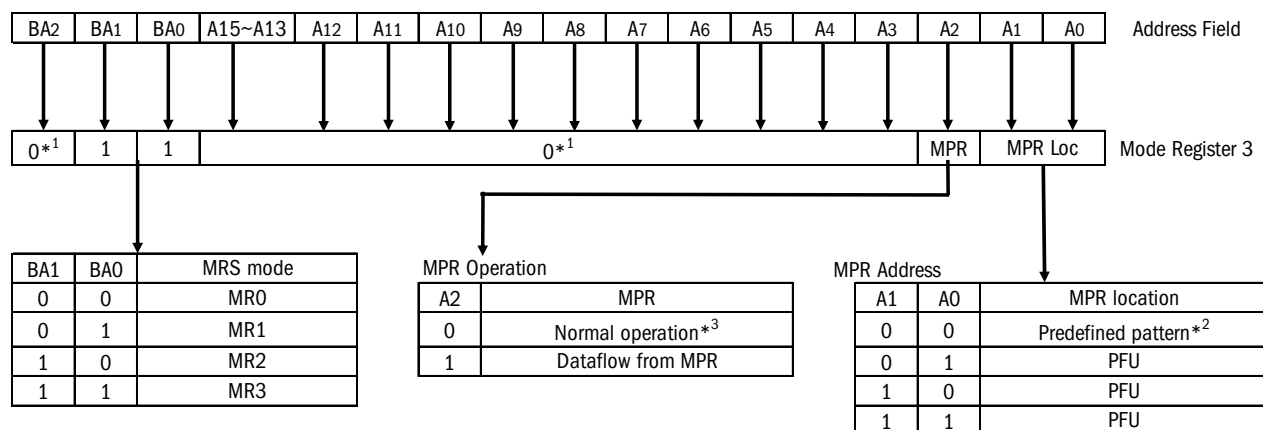 BA2 BA1 BA0 A15~A13 A12 A11 A10 A9 A8 A7 A6 A5 A4 A3 A2 A1 A0 Address Field
0*1 1 1 0*1 MPR MPR Loc Mode Register 3
BA1 BA0 MRS mode
0 0 MR0
0 1 MR1
1 0 MR2
1 1 MR3
MPR Operation
A2 MPR
0 Normal operation*3
1 Dataflow from MPR
MPR Address
A1 A0 MPR location
0 0 Predefined pattern*2
0 1 PFU
1 0 PFU
1 1 PFU